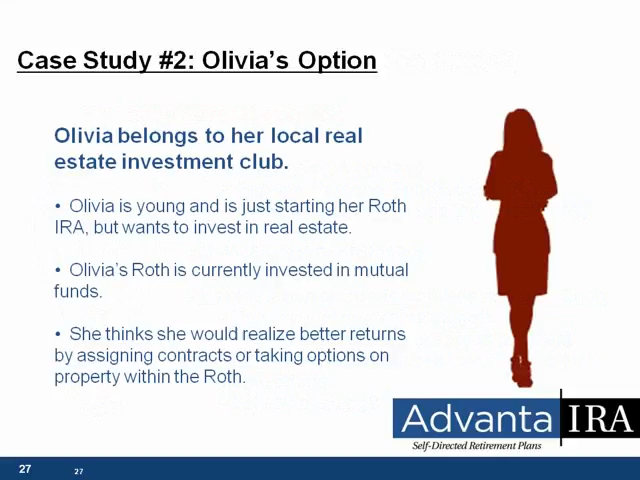 Case Study #2: Olivia's Option
Olivia belongs to her local real
estate investment club.
• Olivia is young and is just starting her Roth
IRA, but wants to invest in real estate.
• Olivia's Roth is currently invested in mutual
funds.
• She thinks she would realize better returns
by assigning contracts or taking options on
property within the Roth.
Advanta IRA
Self-Directed Retirement Plans
27 27